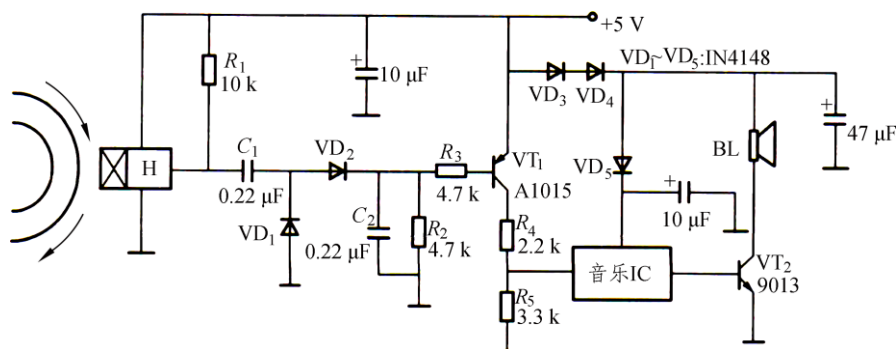 +5 V
R1
10 k
+
10 μF
VD1~VD5:IN4148
VD3
VD4
+
47 μF
BL
H
C1
0.22 μF
VD2
R3
4.7 k
VT1
A1015
VD5
+
10 μF
VD1
C2
0.22 μF
R2
4.7 k
R4
2.2 k
音乐IC
VT2
9013
R5
3.3 k